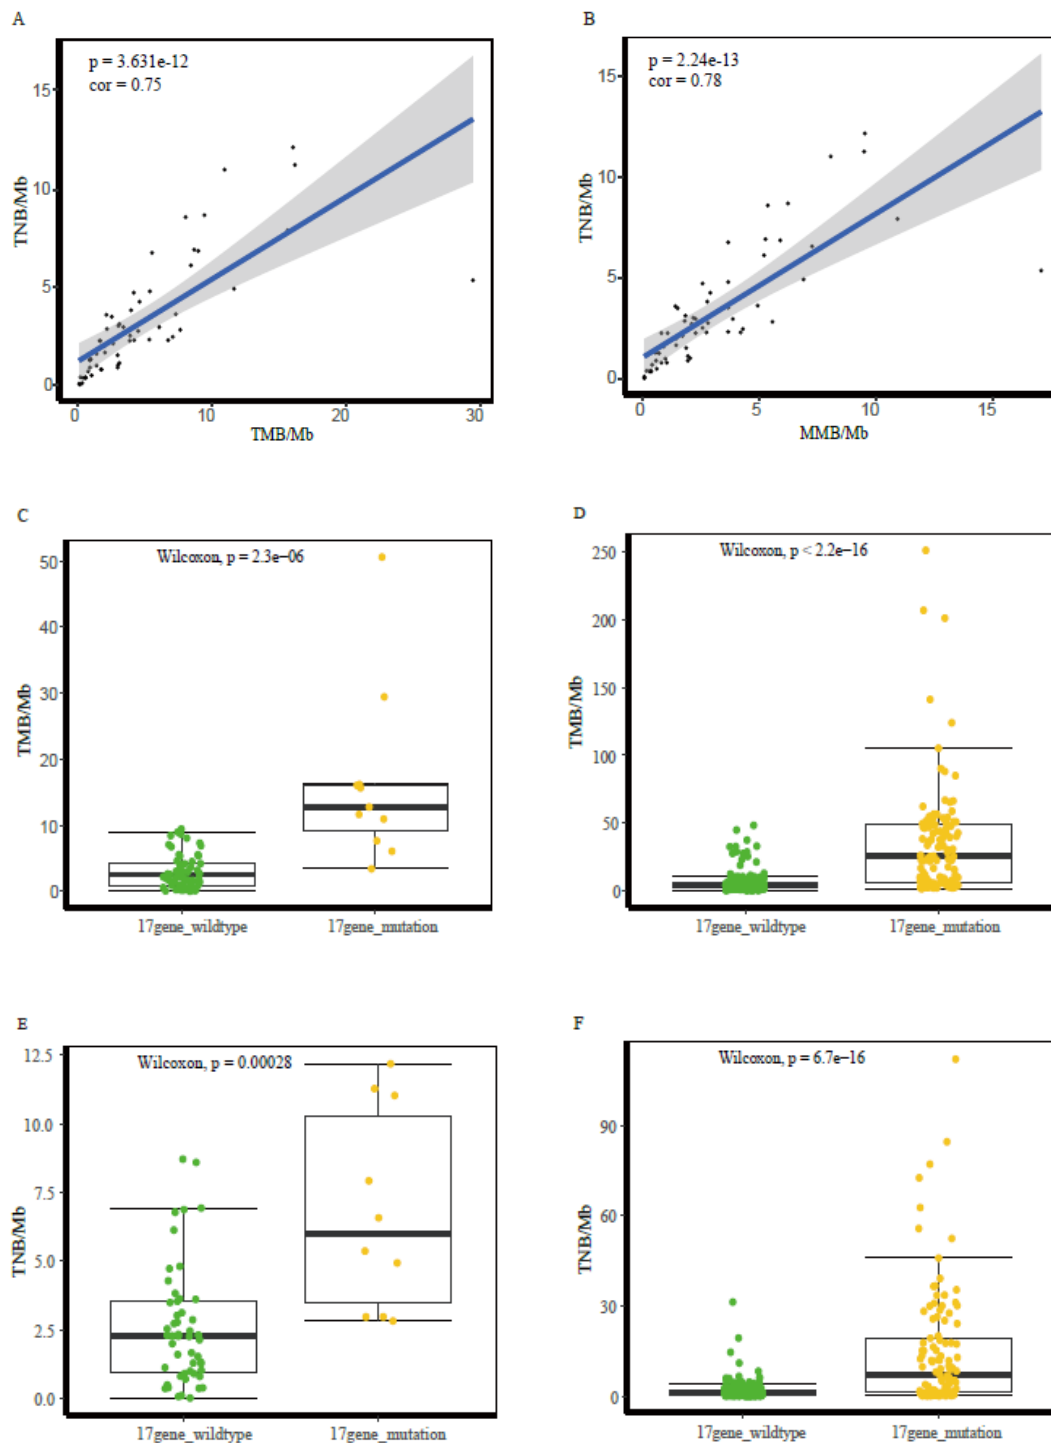 A
p = 3.631e-12
cor = 0.75
15
10
5
0
TNB/Mb
0 10 20 30
TMB/Mb
B
p = 2.24e-13
cor = 0.78
15
10
5
0
TNB/Mb
0 5 10 15
MMB/Mb
C
Wilcoxon, p = 2.3e−06
50
40
30
20
10
0
TMB/Mb
17gene_wildtype 17gene_mutation
D
Wilcoxon, p < 2.2e−16
250
200
150
100
50
0
TMB/Mb
17gene_wildtype 17gene_mutation
E
Wilcoxon, p = 0.00028
12.5
10.0
7.5
5.0
2.5
0.0
TNB/Mb
17gene_wildtype 17gene_mutation
F
Wilcoxon, p = 6.7e−16
90
60
30
0
TNB/Mb
17gene_wildtype 17gene_mutation